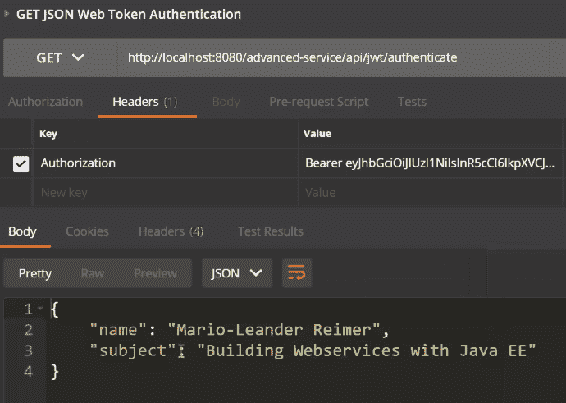 GET JSON Web Token Authentication
GET http://localhost:8080/advanced-service/api/jwt/authenticate
Authorization Headers (1) Body Pre-request Script Tests
Key Value
Authorization Bearer eyJhbGciOiJIUzI1NiIsInR5cCI6IkpXVCJ...
New key Value
Body Cookies Headers (4) Test Results
Pretty Raw Preview JSON
1 {
2 "name": "Mario-Leander Reimer",
3 "subject": "Building Webservices with Java EE"
4 }